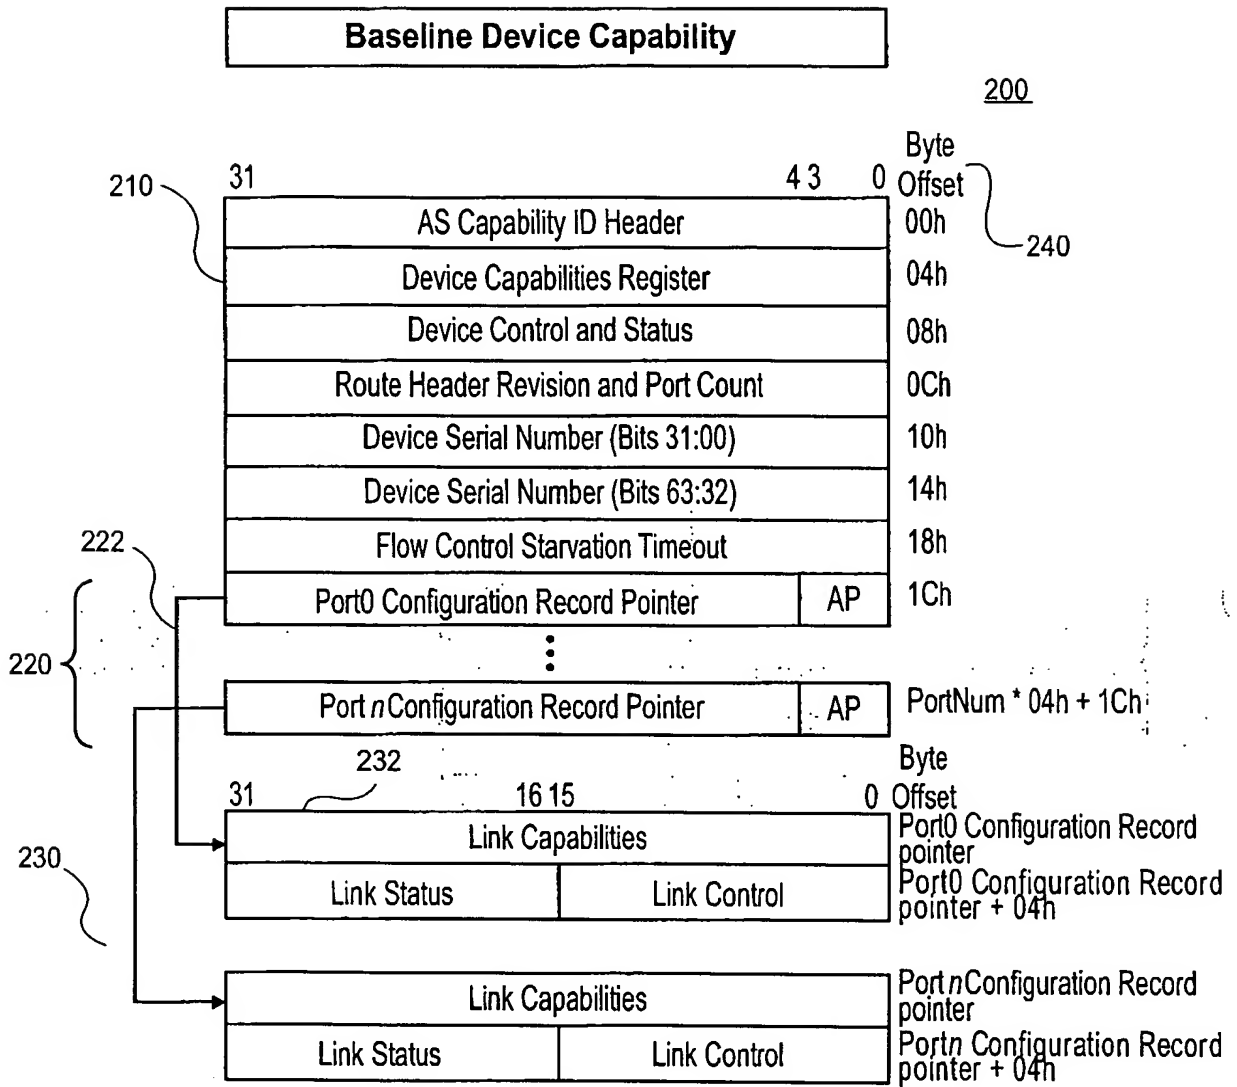 Baseline Device Capability
200
Byte
Offset
31 4 3 0
210
240
AS Capability ID Header 00h
Device Capabilities Register 04h
Device Control and Status 08h
Route Header Revision and Port Count 0Ch
Device Serial Number (Bits 31:00) 10h
Device Serial Number (Bits 63:32) 14h
Flow Control Starvation Timeout 18h
222
Port0 Configuration Record Pointer AP 1Ch
220
Port n Configuration Record Pointer AP PortNum * 04h + 1Ch
232
Byte
Offset
31 16 15 0
Link Capabilities Port0 Configuration Record
pointer
230
Link Status Link Control Port0 Configuration Record
pointer + 04h
Link Capabilities Port n Configuration Record
pointer
Link Status Link Control Port n Configuration Record
pointer + 04h